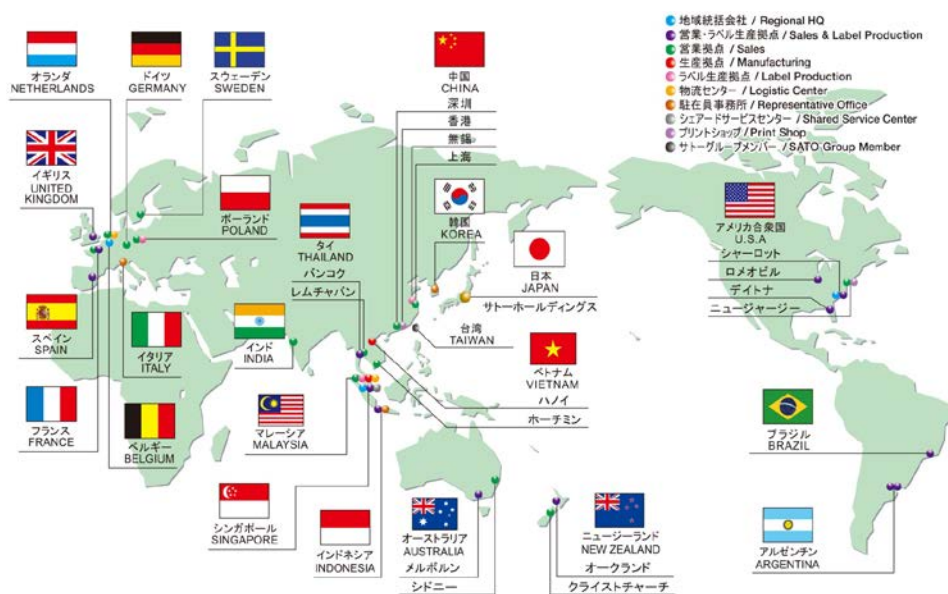 地域統括会社 / Regional HQ
営業・ラベル生産拠点 / Sales & Label Production
営業拠点 / Sales
生産拠点 / Manufacturing
ラベル生産拠点 / Label Production
物流センター / Logistic Center
駐在員事務所 / Representative Office
シェアードサービスセンター / Shared Service Center
プリントショップ / Print Shop
サトーグループメンバー / SATO Group Member
オランダ
NETHERLANDS
ドイツ
GERMANY
スウェーデン
SWEDEN
中国
CHINA
深圳
香港
無錫
上海
イギリス
UNITED
KINGDOM
ポーランド
POLAND
タイ
THAILAND
バンコク
レムチャバン
韓国
KOREA
日本
JAPAN
サトーホールディングス
アメリカ合衆国
U.S.A
シャーロット
ロメオビル
デイトナ
ニュージャージー
スペイン
SPAIN
イタリア
ITALY
インド
INDIA
台湾
TAIWAN
ベトナム
VIETNAM
ハノイ
ホーチミン
フランス
FRANCE
ベルギー
BELGIUM
マレーシア
MALAYSIA
ブラジル
BRAZIL
シンガポール
SINGAPORE
インドネシア
INDONESIA
オーストラリア
AUSTRALIA
メルボルン
シドニー
ニュージーランド
NEW ZEALAND
オークランド
クライストチャーチ
アルゼンチン
ARGENTINA